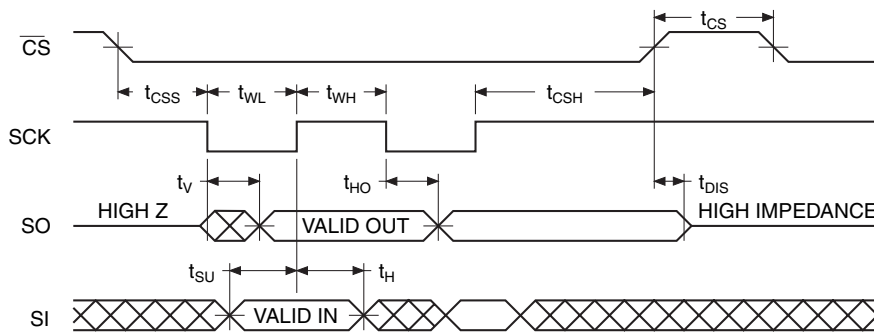 CS
tCS
tCSS
tWL
tWH
tCSH
SCK
tV
tHO
tDIS
HIGH Z
HIGH IMPEDANCE
SO
VALID OUT
tSU
tH
SI
VALID IN